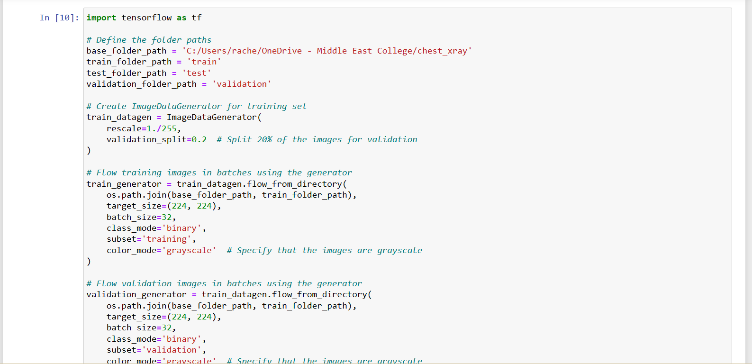 In [10]: import tensorflow as tf
# Define the folder paths
base_folder_path = 'C:/Users/rache/OneDrive - Middle East College/chest_xray'
train_folder_path = 'train'
test_folder_path = 'test'
validation_folder_path = 'validation'
# Create ImageDataGenerator for training set
train_datagen = ImageDataGenerator(
rescale=1./255,
validation_split=0.2 # Split 20% of the images for validation
)
# Flow training images in batches using the generator
train_generator = train_datagen.flow_from_directory(
os.path.join(base_folder_path, train_folder_path),
target_size=(224, 224),
batch_size=32,
class_mode='binary',
subset='training',
color_mode='grayscale' # Specify that the images are grayscale
)
# Flow validation images in batches using the generator
validation_generator = train_datagen.flow_from_directory(
os.path.join(base_folder_path, train_folder_path),
target_size=(224, 224),
batch_size=32,
class_mode='binary',
subset='validation',
color_mode='grayscale' # Specify that the images are grayscale